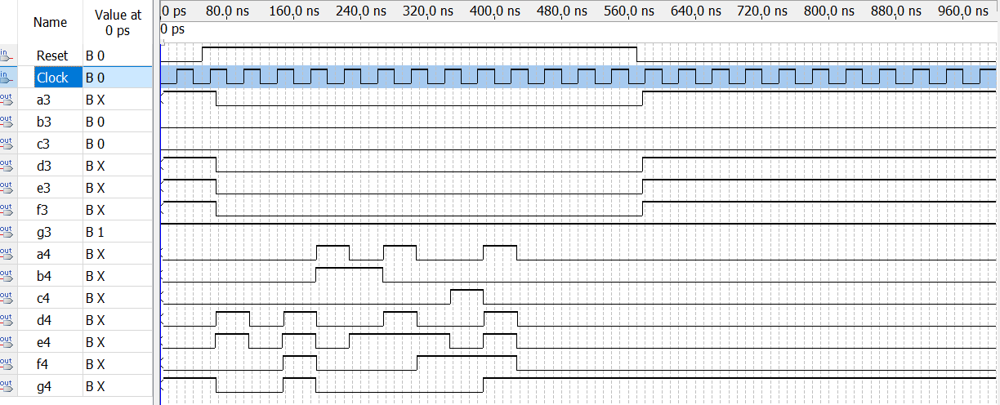 Name
Value at
0 ps
0 ps 80.0 ns 160.0 ns 240.0 ns 320.0 ns 400.0 ns 480.0 ns 560.0 ns 640.0 ns 720.0 ns 800.0 ns 880.0 ns 960.0 ns
0 ps
in Reset B 0
in Clock B 0
out a3 B X
out b3 B 0
out c3 B 0
out d3 B X
out e3 B X
out f3 B X
out g3 B 1
out a4 B X
out b4 B X
out c4 B X
out d4 B X
out e4 B X
out f4 B X
out g4 B X